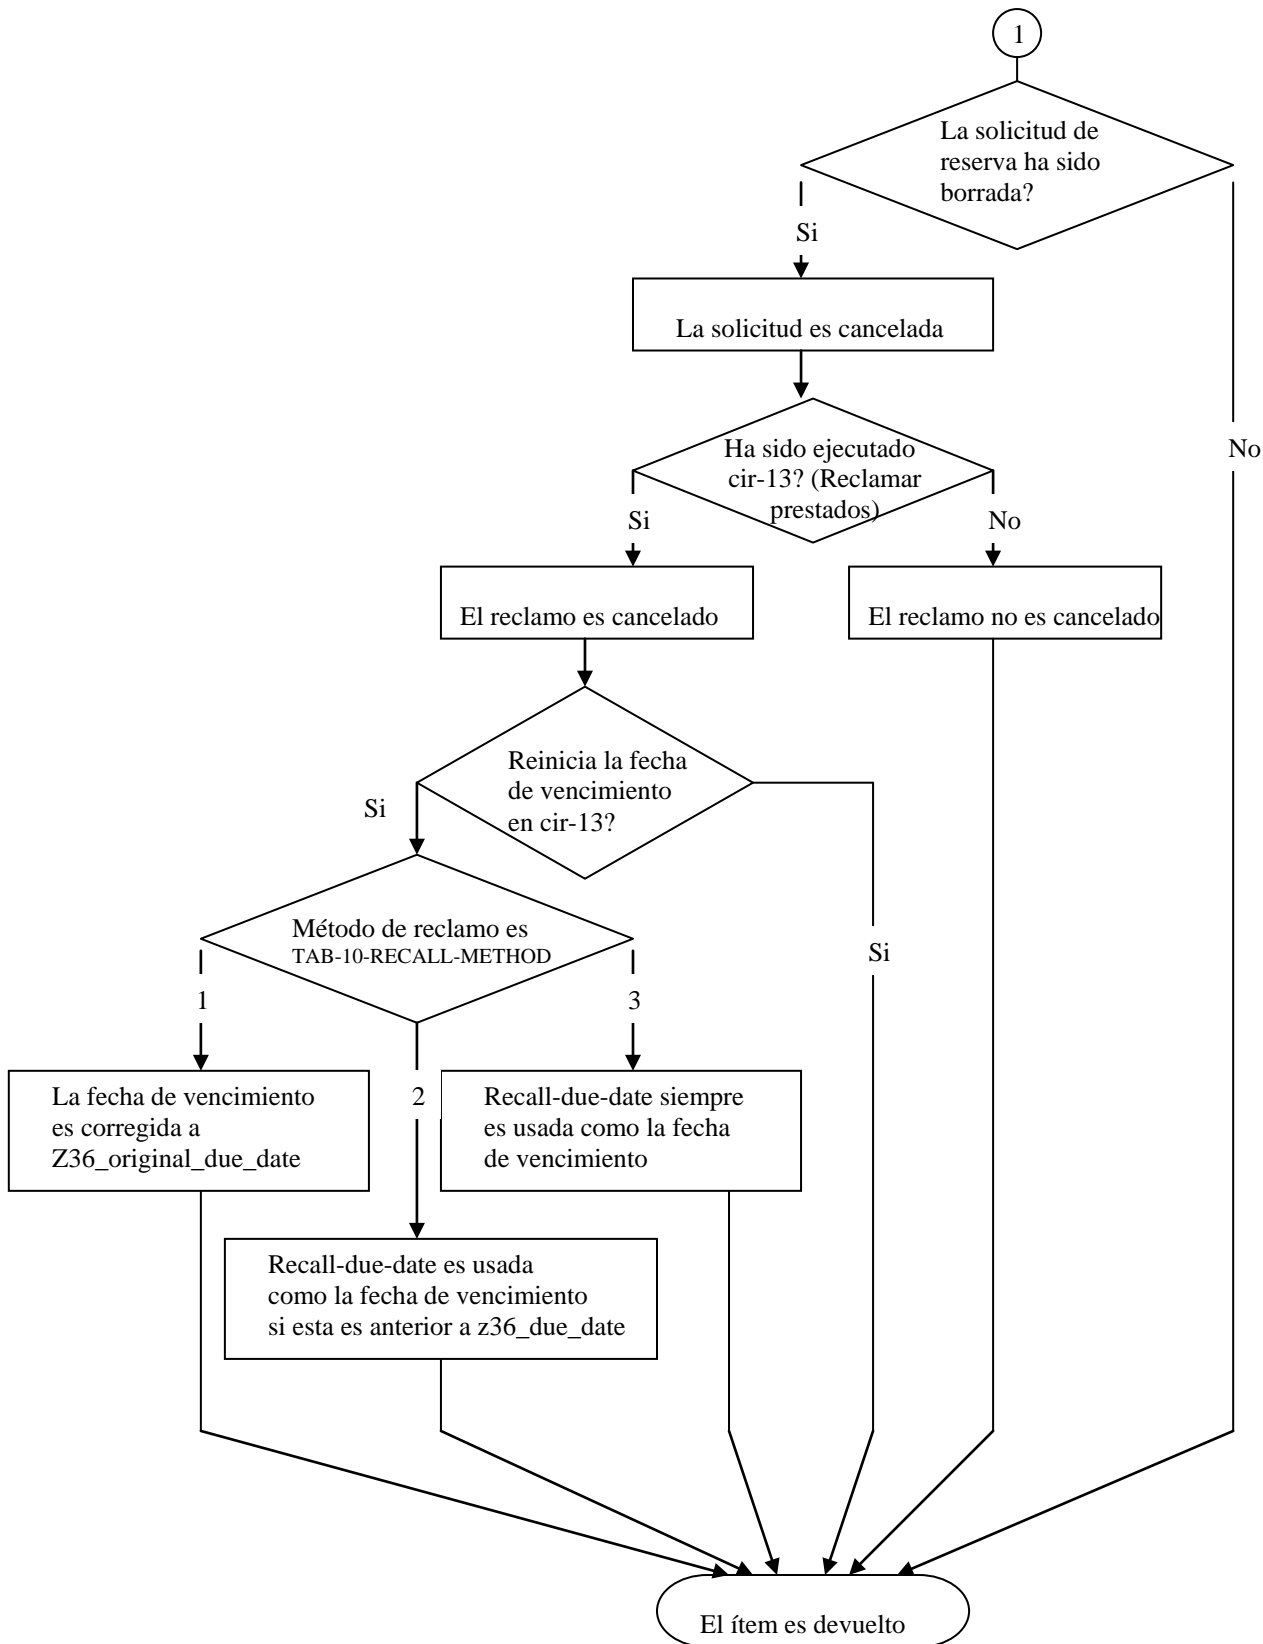 1
La solicitud de
reserva ha sido
borrada?
Si
La solicitud es cancelada
No
Ha sido ejecutado
cir-13? (Reclamar
prestados)
Si
No
El reclamo es cancelado
El reclamo no es cancelado
Reinicia la fecha
de vencimiento
en cir-13?
Si
Método de reclamo es
TAB-10-RECALL-METHOD
Si
1
3
2
La fecha de vencimiento
es corregida a
Z36_original_due_date
Recall-due-date siempre
es usada como la fecha
de vencimiento
Recall-due-date es usada
como la fecha de vencimiento
si esta es anterior a z36_due_date
El ítem es devuelto